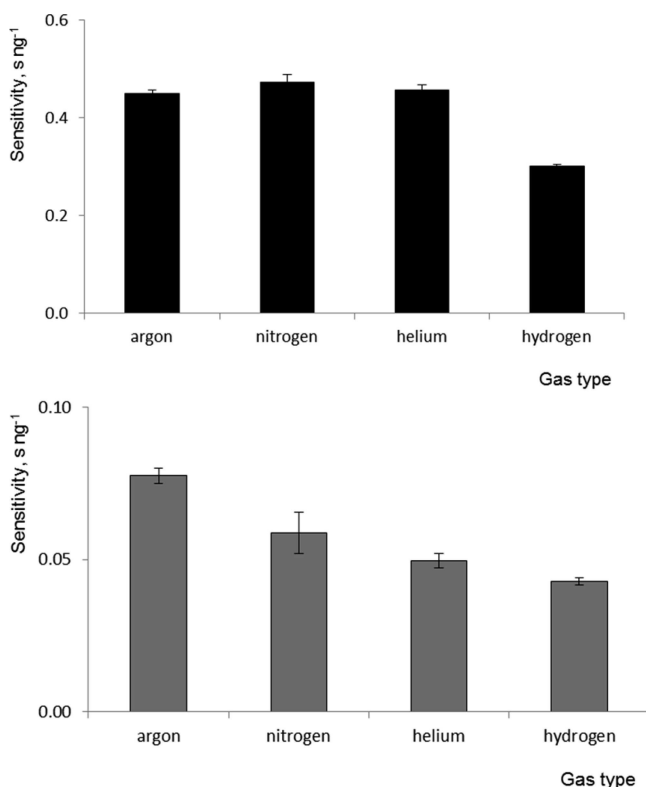 Sensitivity, s ng-1
0.6
0.4
0.2
0.0
argon nitrogen helium hydrogen
Gas type
Sensitivity, s ng-1
0.10
0.05
0.00
argon nitrogen helium hydrogen
Gas type